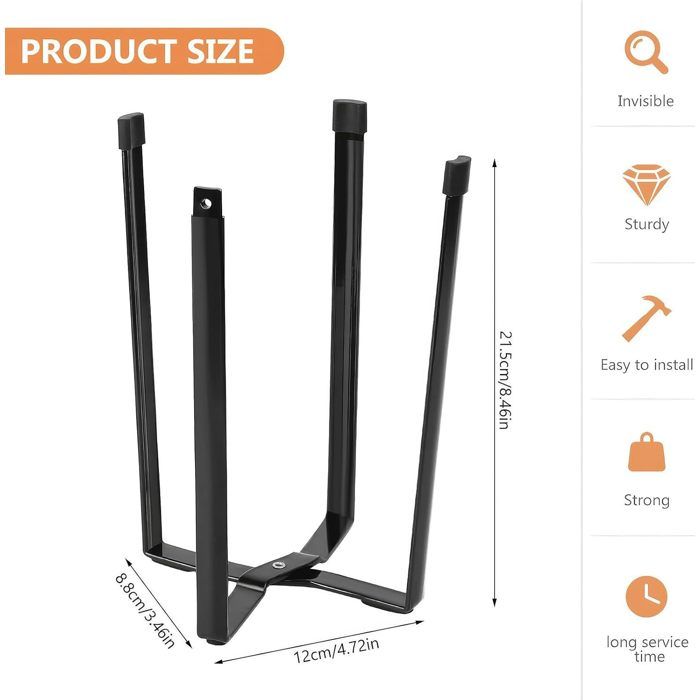 PRODUCT SIZE
Invisible
Sturdy
Easy to install
Strong
long service
time
21.5cm/8.46in
8.8cm/3.46in
12cm/4.72in